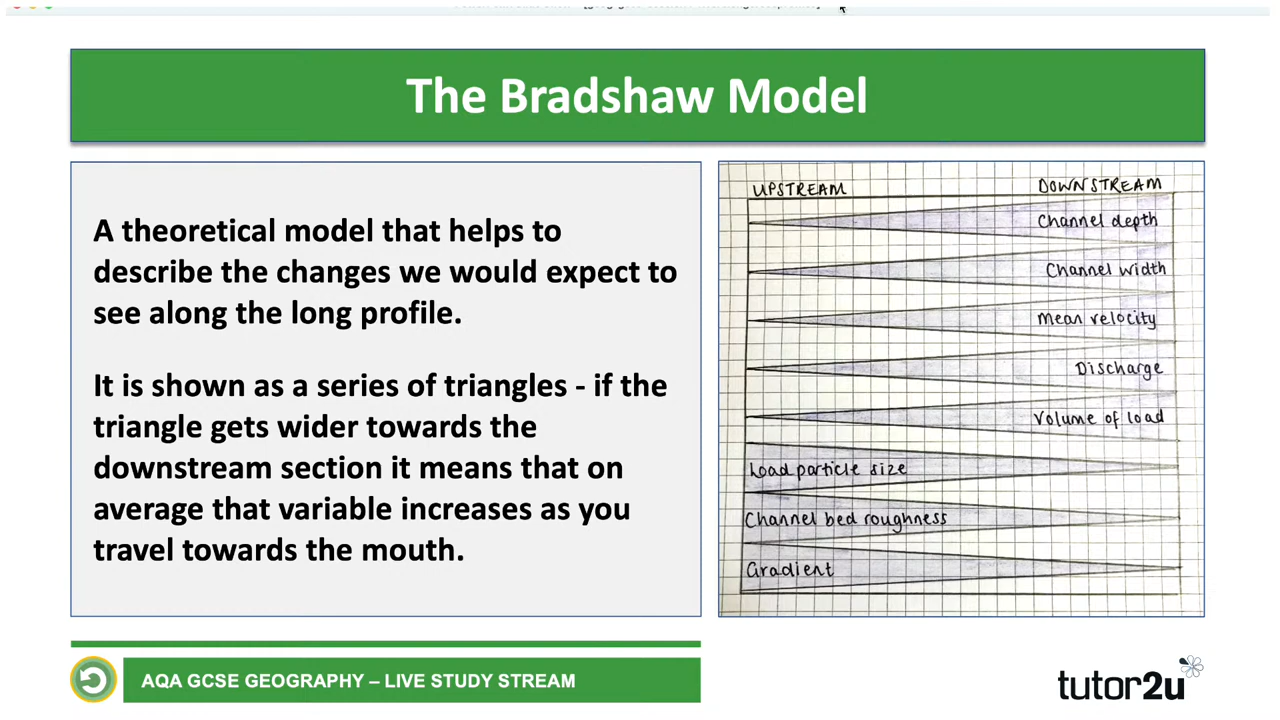 The Bradshaw Model
A theoretical model that helps to
describe the changes we would expect to
see along the long profile.
It is shown as a series of triangles - if the
triangle gets wider towards the
downstream section it means that on
average that variable increases as you
travel towards the mouth.
UPSTREAM DOWNSTREAM
Channel depth
Channel width
Mean velocity
Discharge
Volume of load
Load particle size
Channel bed roughness
Gradient
AQA GCSE GEOGRAPHY – LIVE STUDY STREAM
tutor2u